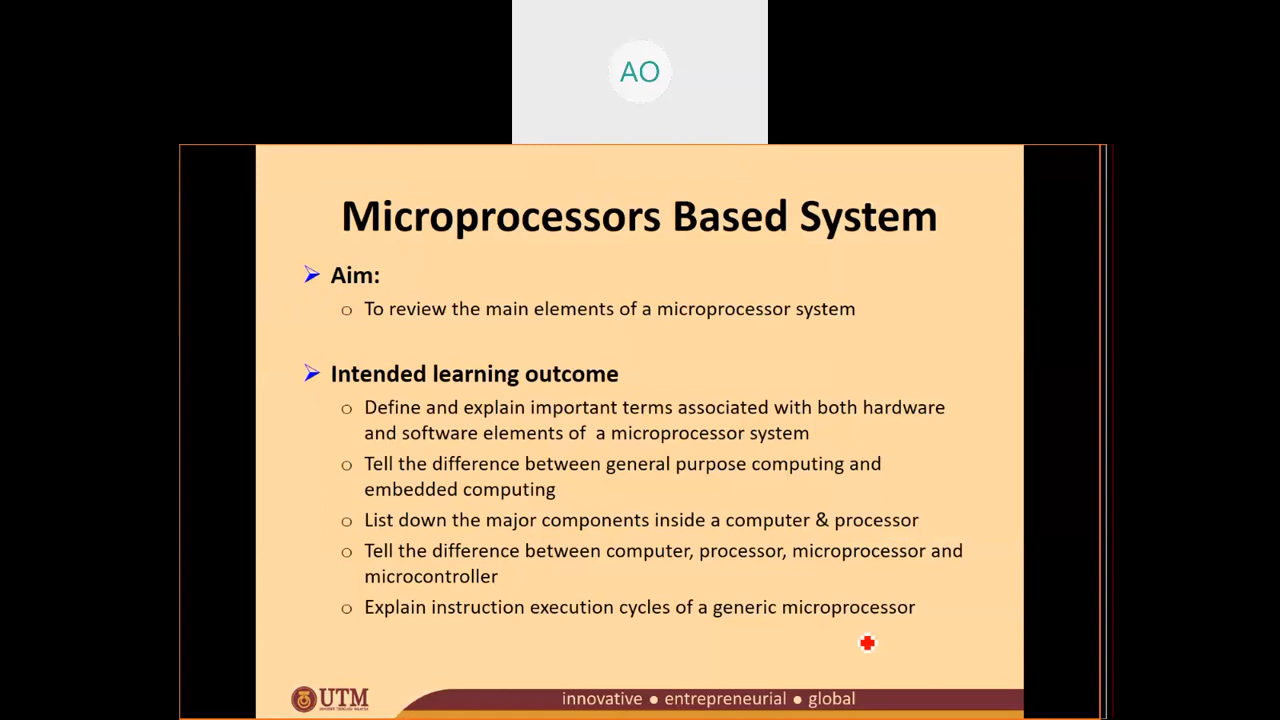 AO
Microprocessors Based System
Aim:
To review the main elements of a microprocessor system
Intended learning outcome
Define and explain important terms associated with both hardware
and software elements of a microprocessor system
Tell the difference between general purpose computing and
embedded computing
List down the major components inside a computer & processor
Tell the difference between computer, processor, microprocessor and
microcontroller
Explain instruction execution cycles of a generic microprocessor
UTM
innovative ● entrepreneurial ● global